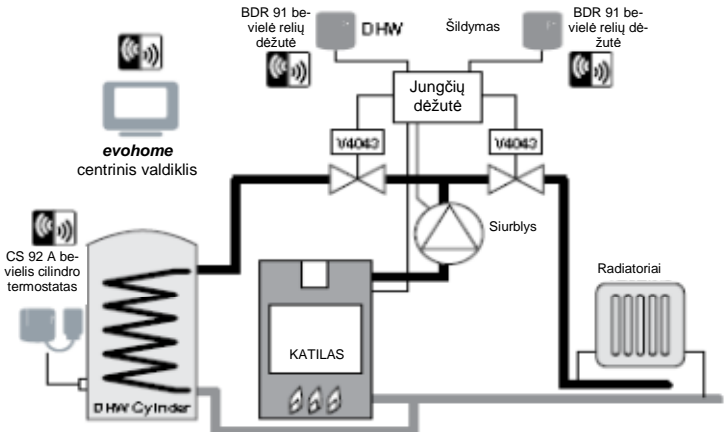 BDR 91 be-
vielė relių
dėžutė
DHW
Šildymas
BDR 91 be-
vielė relių dė-
žutė
Jungčių
dėžutė
V4043
V4043
evohome
centrinis valdiklis
Siurblys
CS 92 A be-
vielis cilindro
termostatas
Radiatoriai
KATILAS
DHW Cylinder